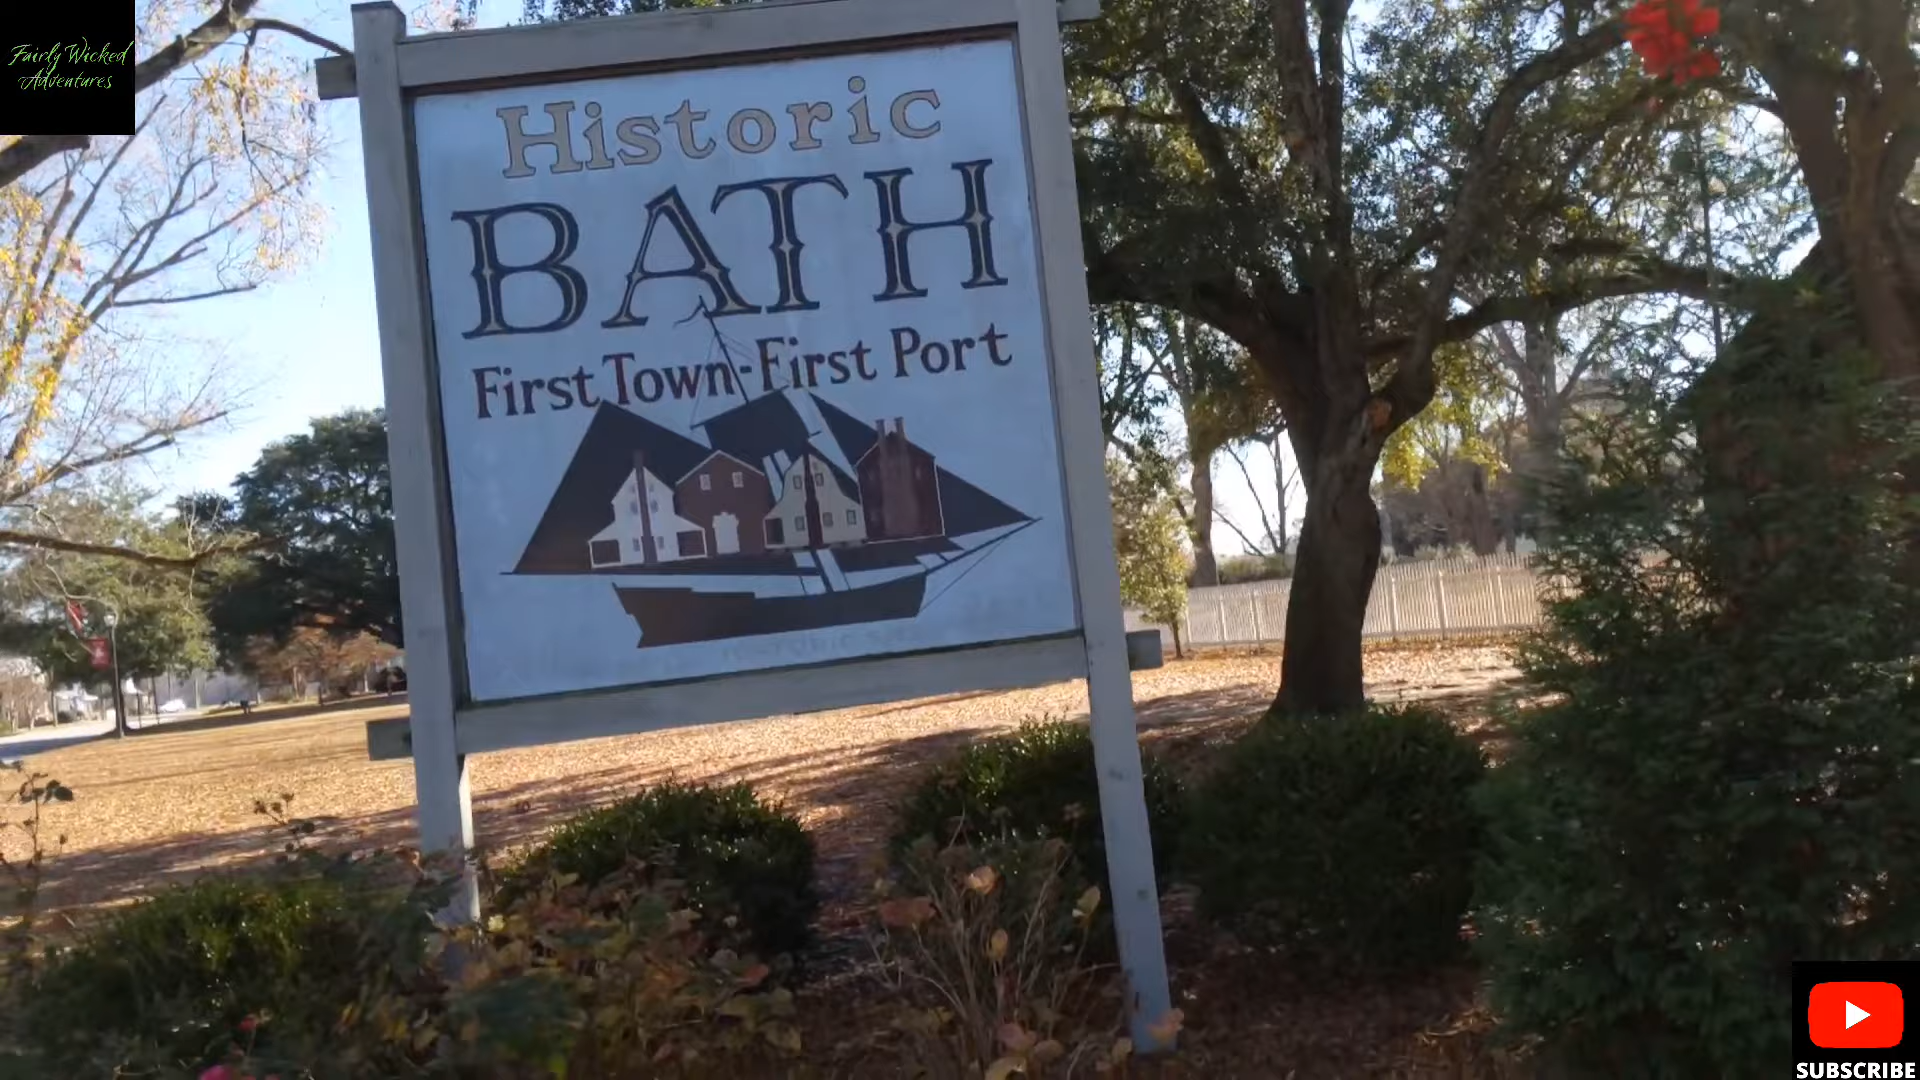 Fairly Wicked
Adventures
Historic
BATH
First Town-First Port
SUBSCRIBE